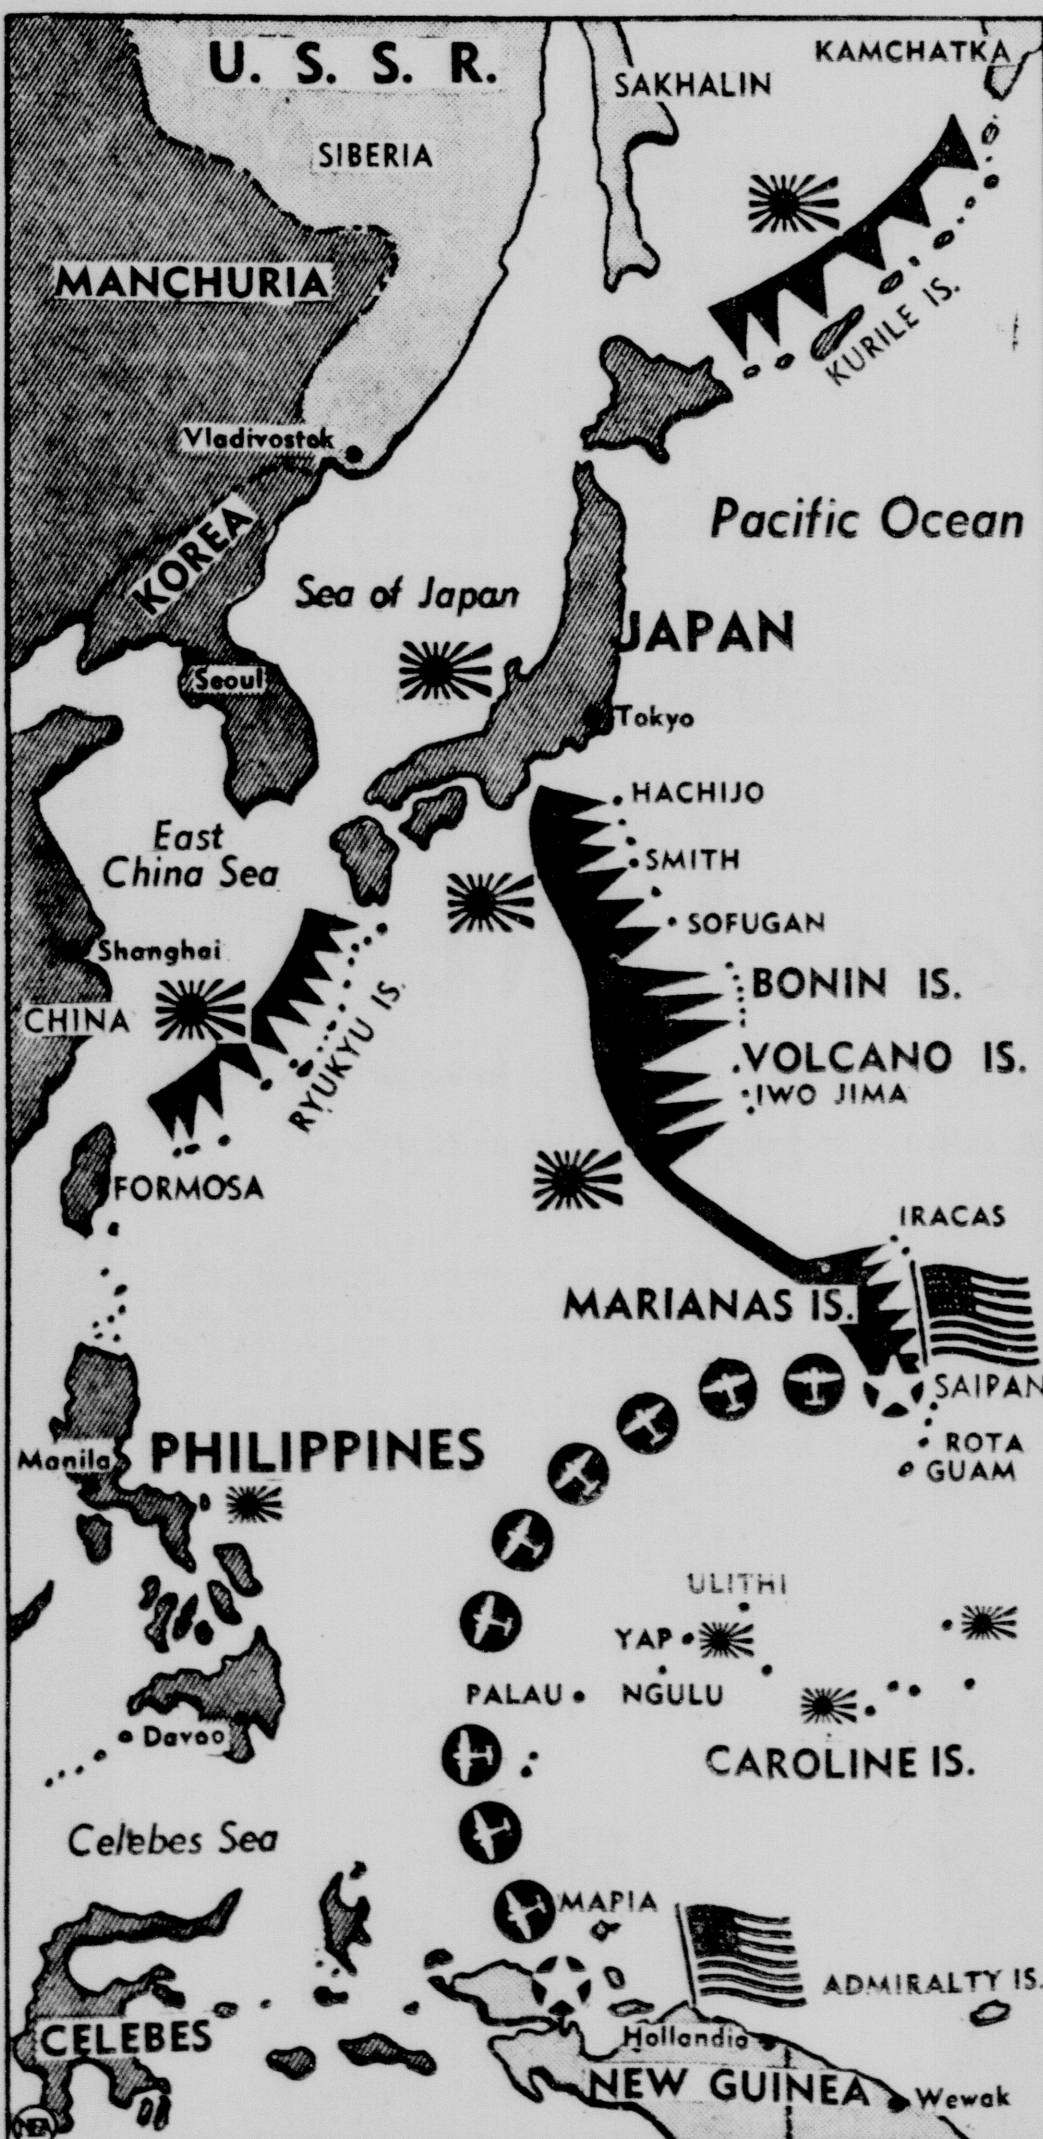 U. S. S. R.
KAMCHATKA
SAKHALIN
SIBERIA
MANCHURIA
KURILE IS.
Vladivostok
Pacific Ocean
KOREA
Sea of Japan
JAPAN
Seoul
Tokyo
HACHIJO
East
China Sea
SMITH
SOFUGAN
Shanghai
BONIN IS.
CHINA
RYUKYU IS.
VOLCANO IS.
IWO JIMA
FORMOSA
IRACAS
MARIANAS IS.
SAIPAN
PHILIPPINES
Manila
ROTA
GUAM
ULITHI
YAP
PALAU
NGULU
Davao
CAROLINE IS.
Celebes Sea
MAPIA
ADMIRALTY IS.
CELEBES
Hollandia
NEW GUINEA
Wewak
NEA